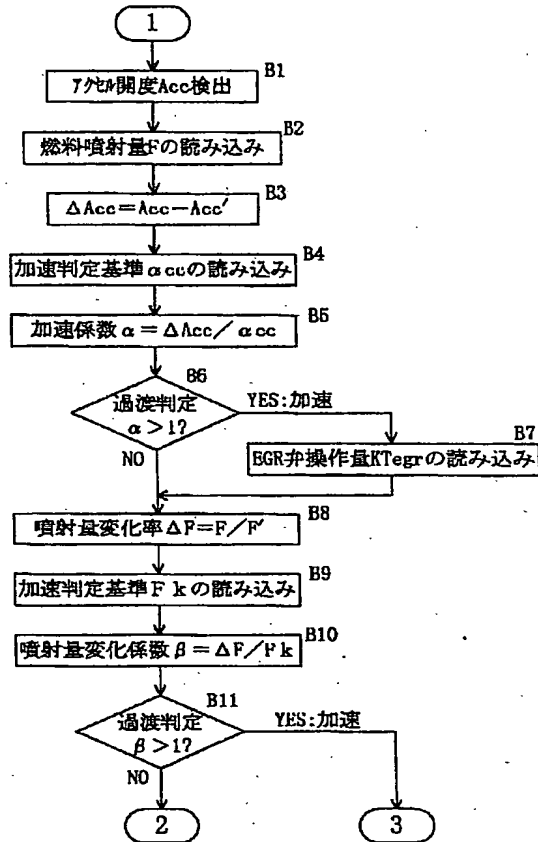 1
B1
アクセル開度Acc検出
B2
燃料噴射量Fの読み込み
B3
ΔAcc=Acc-Acc'
B4
加速判定基準αccの読み込み
B5
加速係数α=ΔAcc/αcc
B6
過渡判定
α>1?
YES:加速
NO
B7
EGR弁操作量KTegrの読み込み
B8
噴射量変化率ΔF=F/F'
B9
加速判定基準Fkの読み込み
B10
噴射量変化係数β=ΔF/Fk
B11
過渡判定
β>1?
YES:加速
NO
2
3